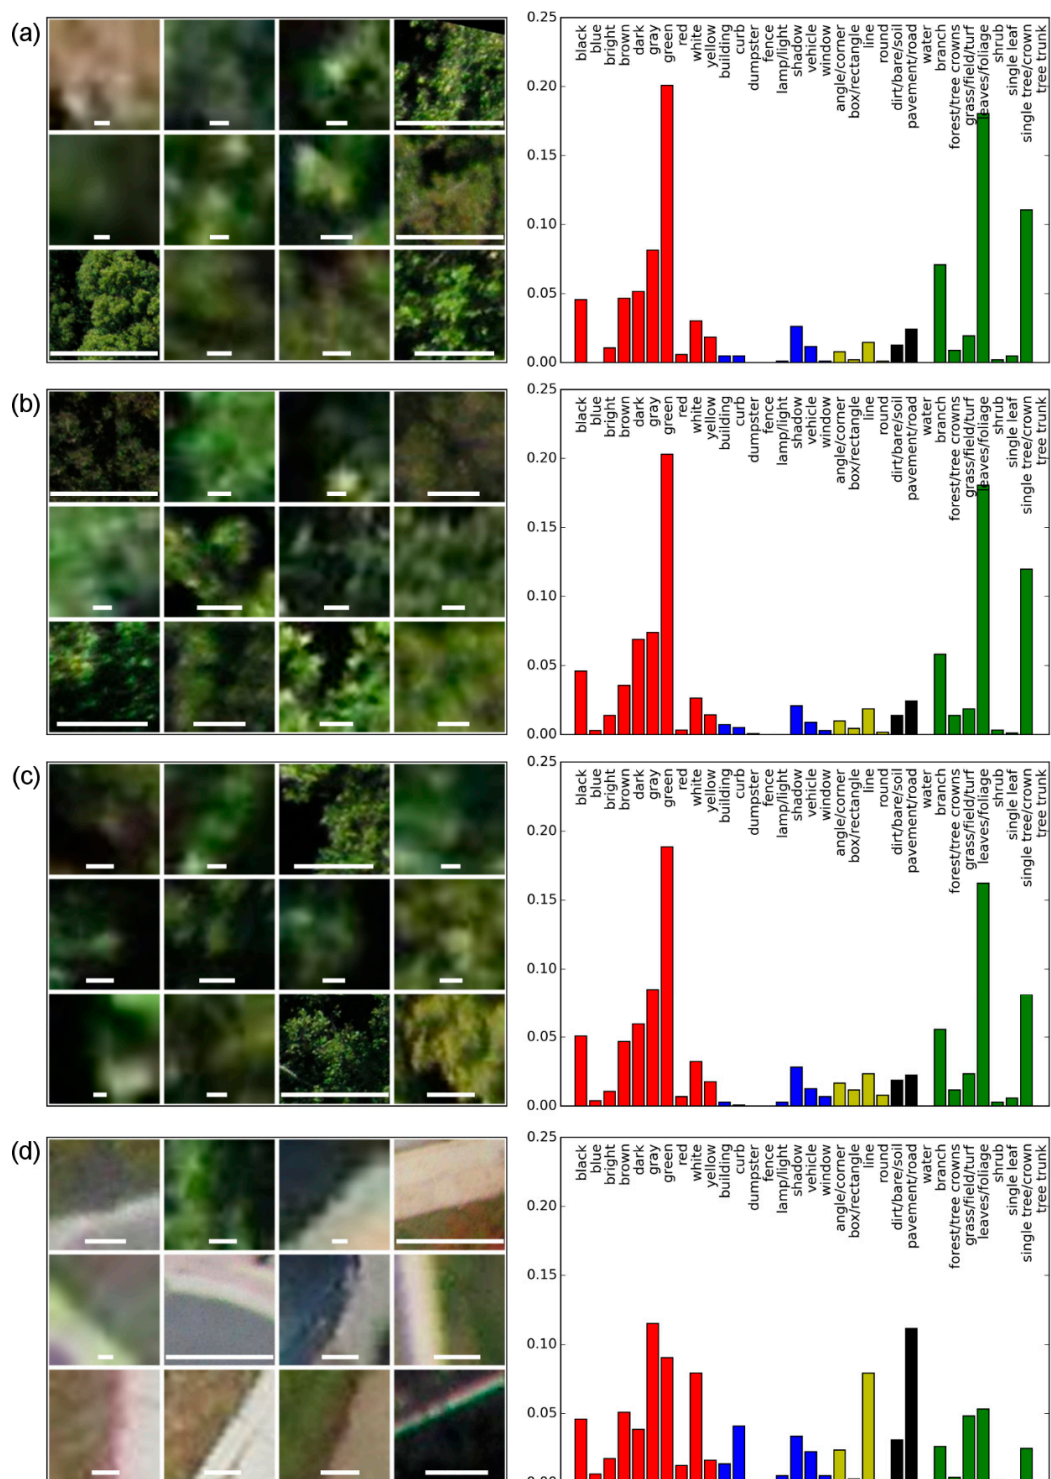 (a)
0.25
0.20
0.15
0.10
0.05
0.00
black
blue
bright
brown
dark
gray
green
red
white
yellow
building
curb
dumpster
fence
lamp/light
shadow
vehicle
window
angle/corner
box/rectangle
line
round
dirt/bare/soil
pavement/road
water
branch
forest/tree crowns
grass/field/turf
leaves/foliage
shrub
single leaf
single tree/crown
tree trunk
(b)
0.25
0.20
0.15
0.10
0.05
0.00
black
blue
bright
brown
dark
gray
green
red
white
yellow
building
curb
dumpster
fence
lamp/light
shadow
vehicle
window
angle/corner
box/rectangle
line
round
dirt/bare/soil
pavement/road
water
branch
forest/tree crowns
grass/field/turf
leaves/foliage
shrub
single leaf
single tree/crown
tree trunk
(c)
0.25
0.20
0.15
0.10
0.05
0.00
black
blue
bright
brown
dark
gray
green
red
white
yellow
building
curb
dumpster
fence
lamp/light
shadow
vehicle
window
angle/corner
box/rectangle
line
round
dirt/bare/soil
pavement/road
water
branch
forest/tree crowns
grass/field/turf
leaves/foliage
shrub
single leaf
single tree/crown
tree trunk
(d)
0.25
0.20
0.15
0.10
0.05
0.00
black
blue
bright
brown
dark
gray
green
red
white
yellow
building
curb
dumpster
fence
lamp/light
shadow
vehicle
window
angle/corner
box/rectangle
line
round
dirt/bare/soil
pavement/road
water
branch
forest/tree crowns
grass/field/turf
leaves/foliage
shrub
single leaf
single tree/crown
tree trunk